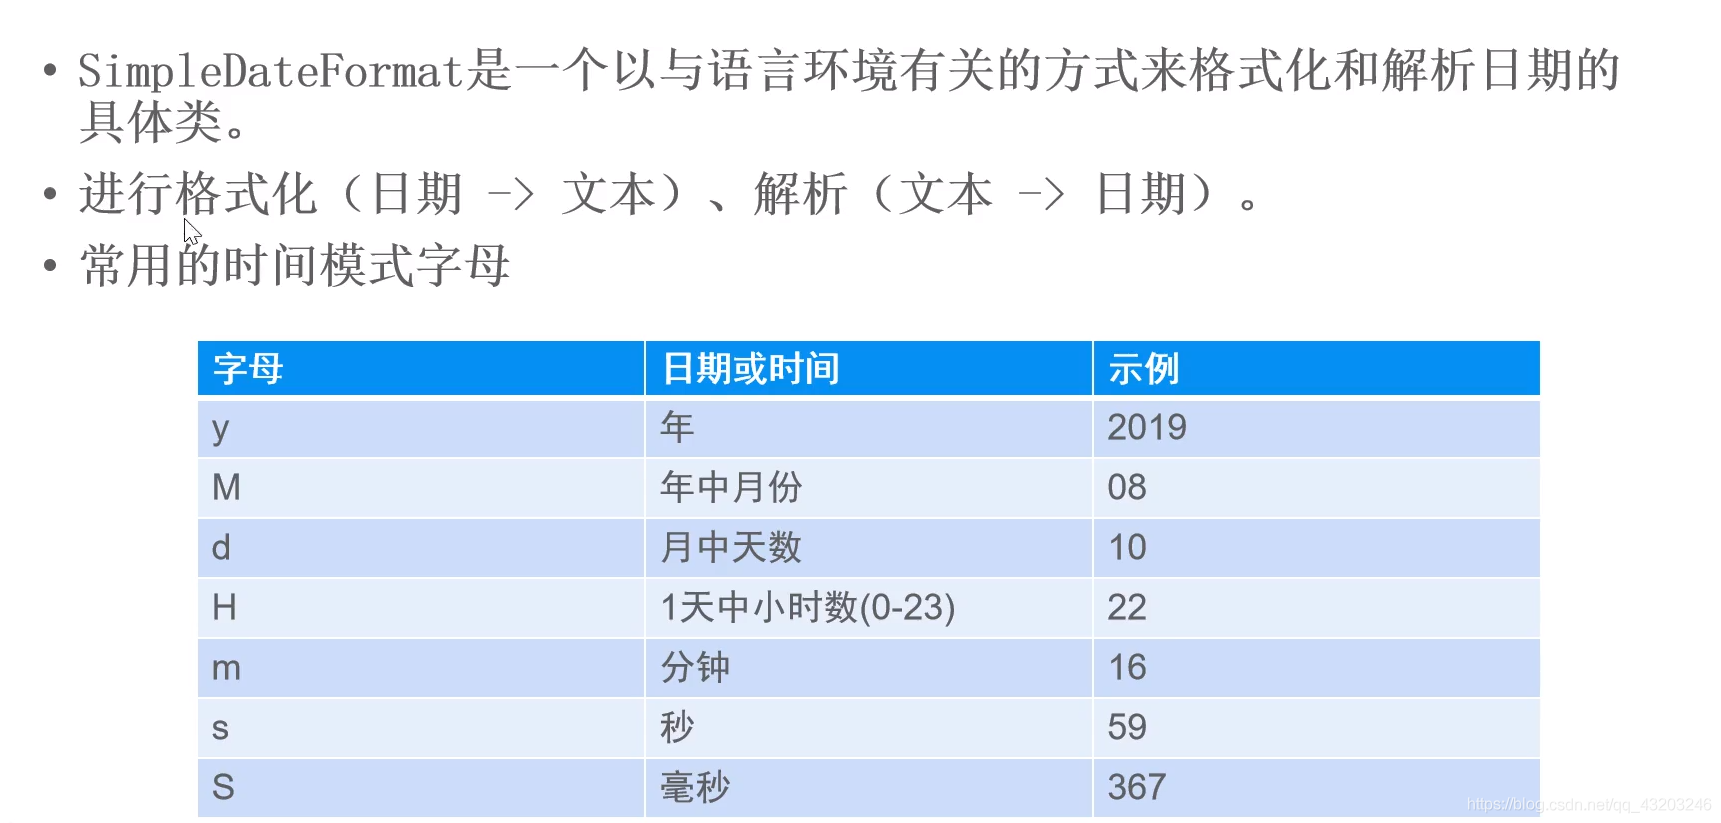 • SimpleDateFormat是一个以与语言环境有关的方式来格式化和解析日期的
具体类。
• 进行格式化（日期 -> 文本）、解析（文本 -> 日期）。
• 常用的时间模式字母
字母 日期或时间 示例
y 年 2019
M 年中月份 08
d 月中天数 10
H 1天中小时数(0-23) 22
m 分钟 16
s 秒 59
S 毫秒 367
https://blog.csdn.net/qq_43203246